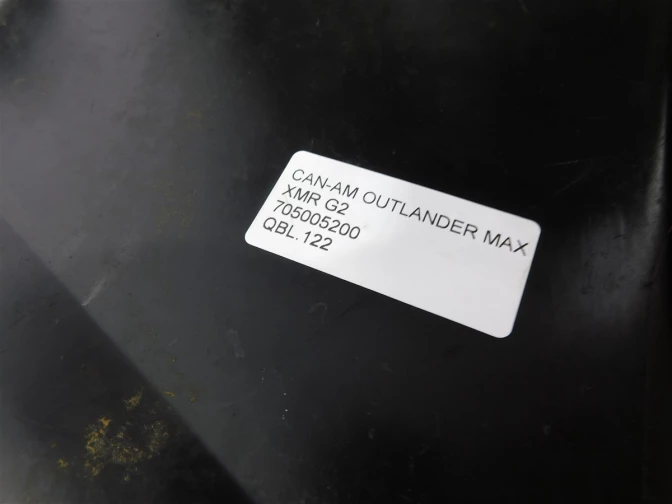 CAN-AM OUTLANDER MAX
XMR G2
705005200
QBL.122